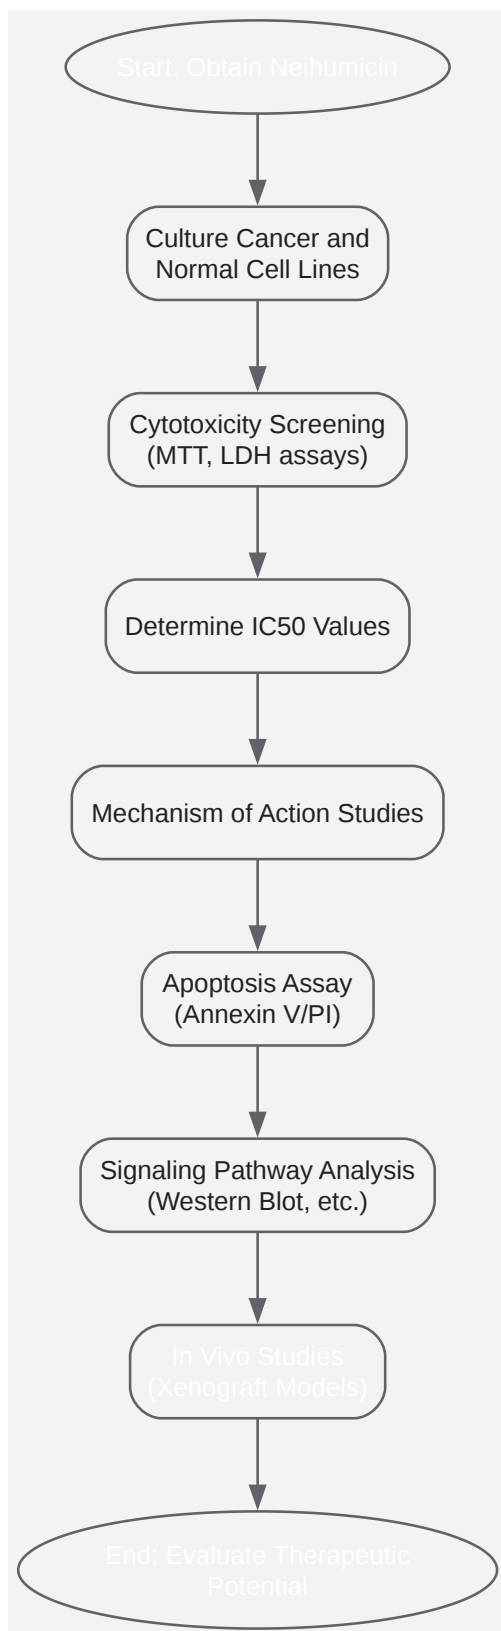 Start: Obtain Neihumicin
Culture Cancer and
Normal Cell Lines
Cytotoxicity Screening
(MTT, LDH assays)
Determine IC50 Values
Mechanism of Action Studies
Apoptosis Assay
(Annexin V/PI)
Signaling Pathway Analysis
(Western Blot, etc.)
In Vivo Studies
(Xenograft Models)
End: Evaluate Therapeutic
Potential